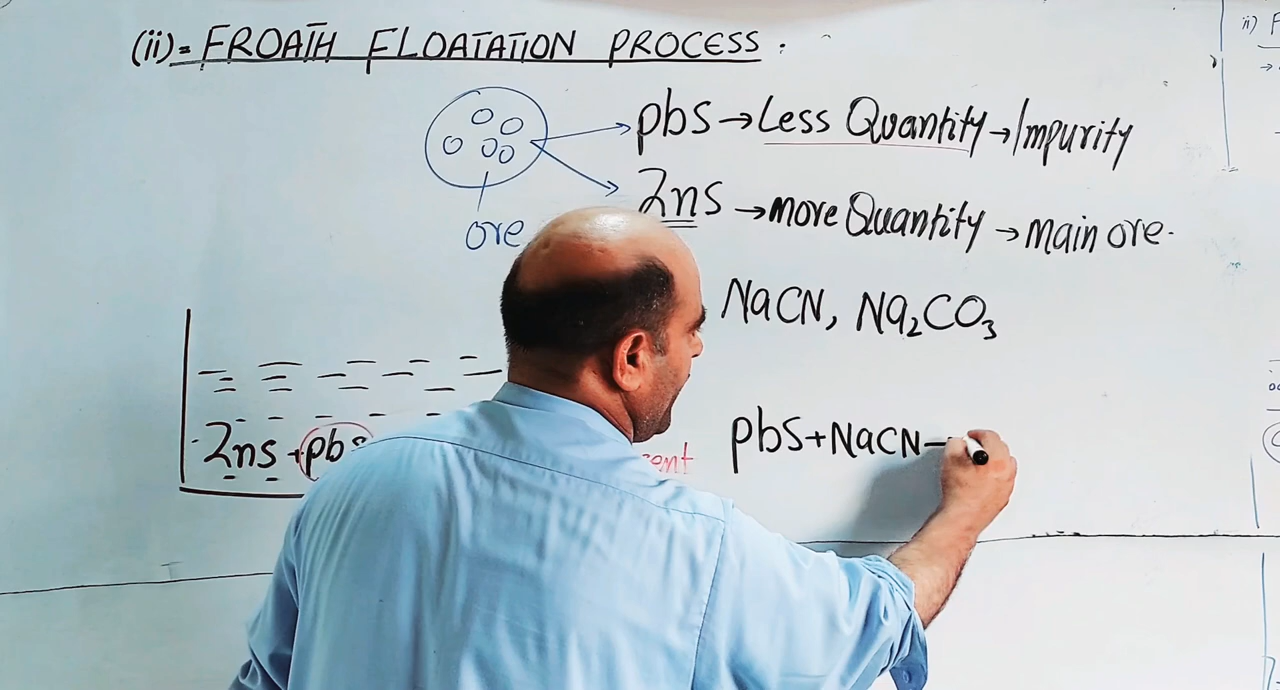 (ii)= FROATH FLOATATION PROCESS.
pbS → Less Quantity → Impurity
ZnS → more Quantity → main ore.
ore
NaCN, Na₂CO₃
ZnS + pbS
pbS+NaCN
ii) F